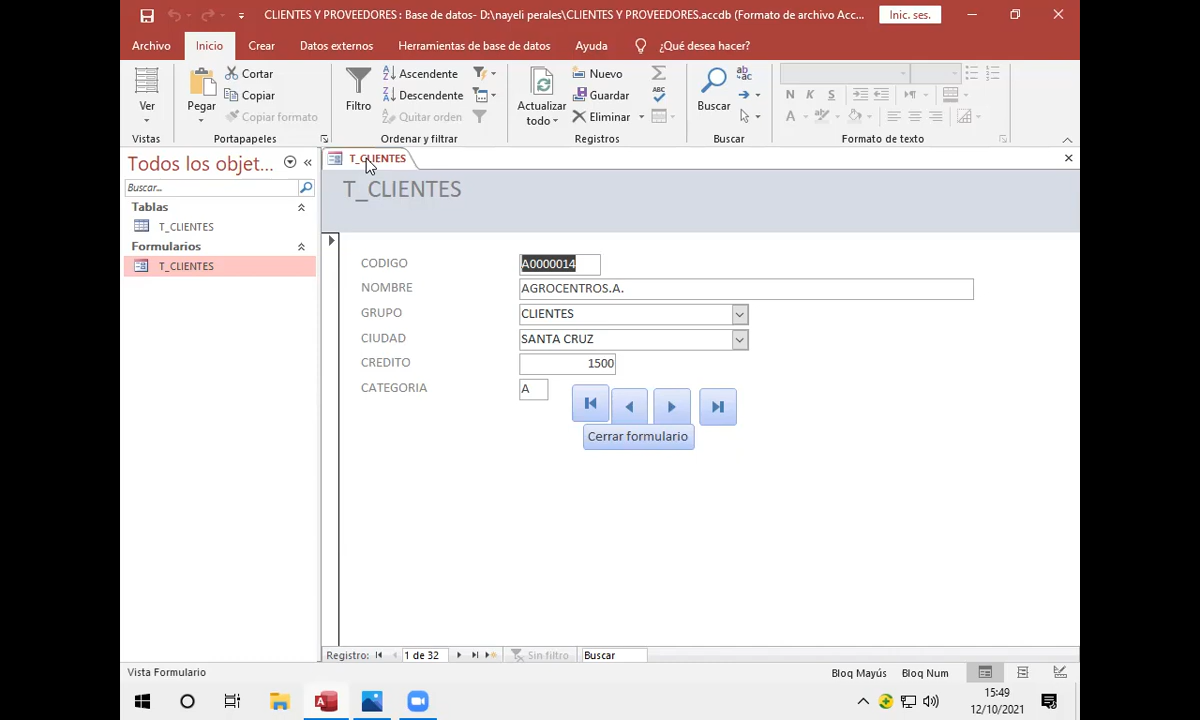 CLIENTES Y PROVEEDORES : Base de datos- D:\nayeli perales\CLIENTES Y PROVEEDORES.accdb (Formato de archivo Acc...
Inic. ses.
Archivo Inicio Crear Datos externos Herramientas de base de datos Ayuda ¿Qué desea hacer?
Ver
Vistas
Pegar
Cortar
Copiar
Copiar formato
Portapapeles
Filtro
Ascendente
Descendente
Quitar orden
Ordenar y filtrar
Actualizar
todo
Nuevo
Guardar
Eliminar
Registros
Buscar
Buscar
N K S
A
Formato de texto
Todos los objet...
Buscar...
Tablas
T_CLIENTES
Formularios
T_CLIENTES
T_CLIENTES
T_CLIENTES
CODIGO A0000014
NOMBRE AGROCENTROS.A.
GRUPO CLIENTES
CIUDAD SANTA CRUZ
CREDITO 1500
CATEGORIA A
Cerrar formulario
Registro: 1 de 32 Sin filtro Buscar
Vista Formulario Bloq Mayús Bloq Num
15:49
12/10/2021